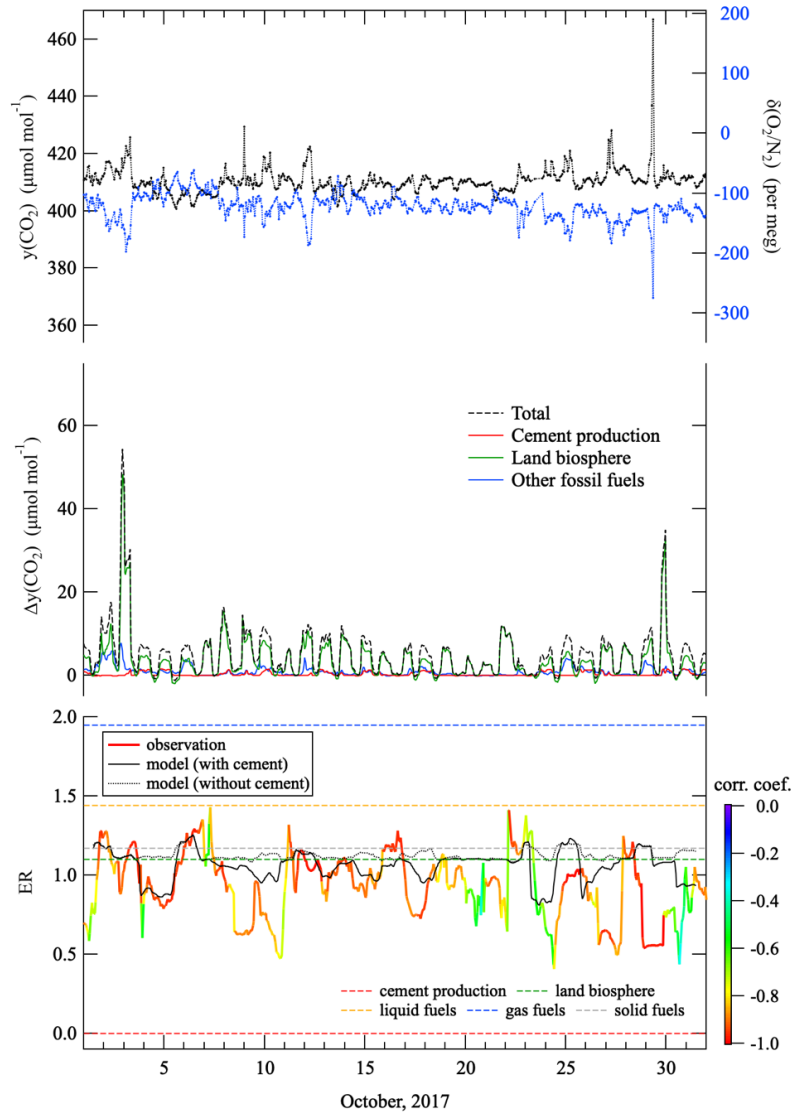 460
440
420
400
380
360
y(CO2) (μmol mol⁻¹)
200
100
0
-100
-200
-300
δ(O2/N2) (per meg)
60
40
20
0
Δy(CO2) (μmol mol⁻¹)
Total
Cement production
Land biosphere
Other fossil fuels
2.0
1.5
1.0
0.5
0.0
ER
observation
model (with cement)
model (without cement)
cement production land biosphere
liquid fuels gas fuels solid fuels
corr. coef.
0.0
-0.2
-0.4
-0.6
-0.8
-1.0
5 10 15 20 25 30
October, 2017